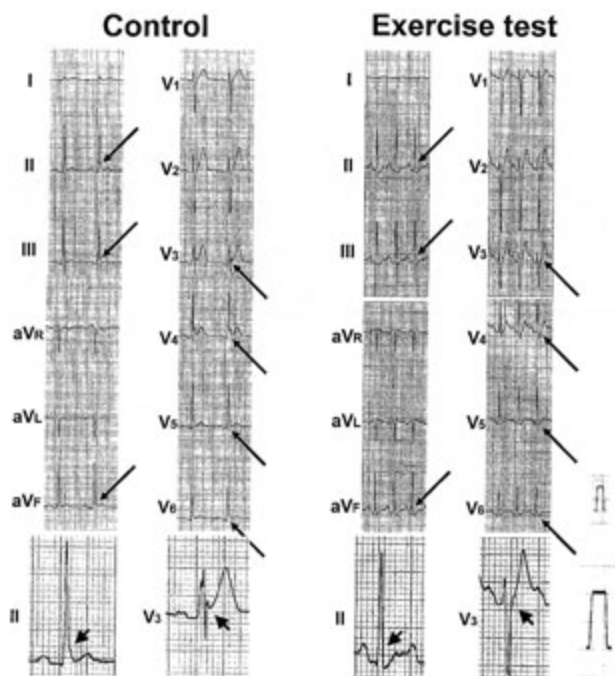 Control Exercise test
I V1 I V1
II V2 II V2
III V3 III V3
aVR V4 aVR V4
aVL V5 aVL V5
aVF V6 aVF V6
II V3 II V3